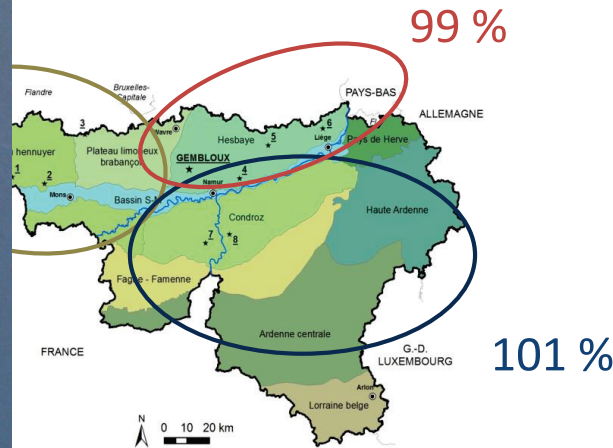 99 %
Flandre
Bruxelles-
Capitale
PAYS-BAS
ALLEMAGNE
3
Wavre
6
Hesbaye
5
Liège
Pays de Herve
hennuyer
Plateau limoneux
brabançon
GEMBLOUX
1
2
4
Namur
Mons
Bassin S-M
Haute Ardenne
Condroz
7
8
Fagne - Famenne
Ardenne centrale
101 %
FRANCE
G.-D.
LUXEMBOURG
Arlon
Lorraine belge
N
0 10 20 km